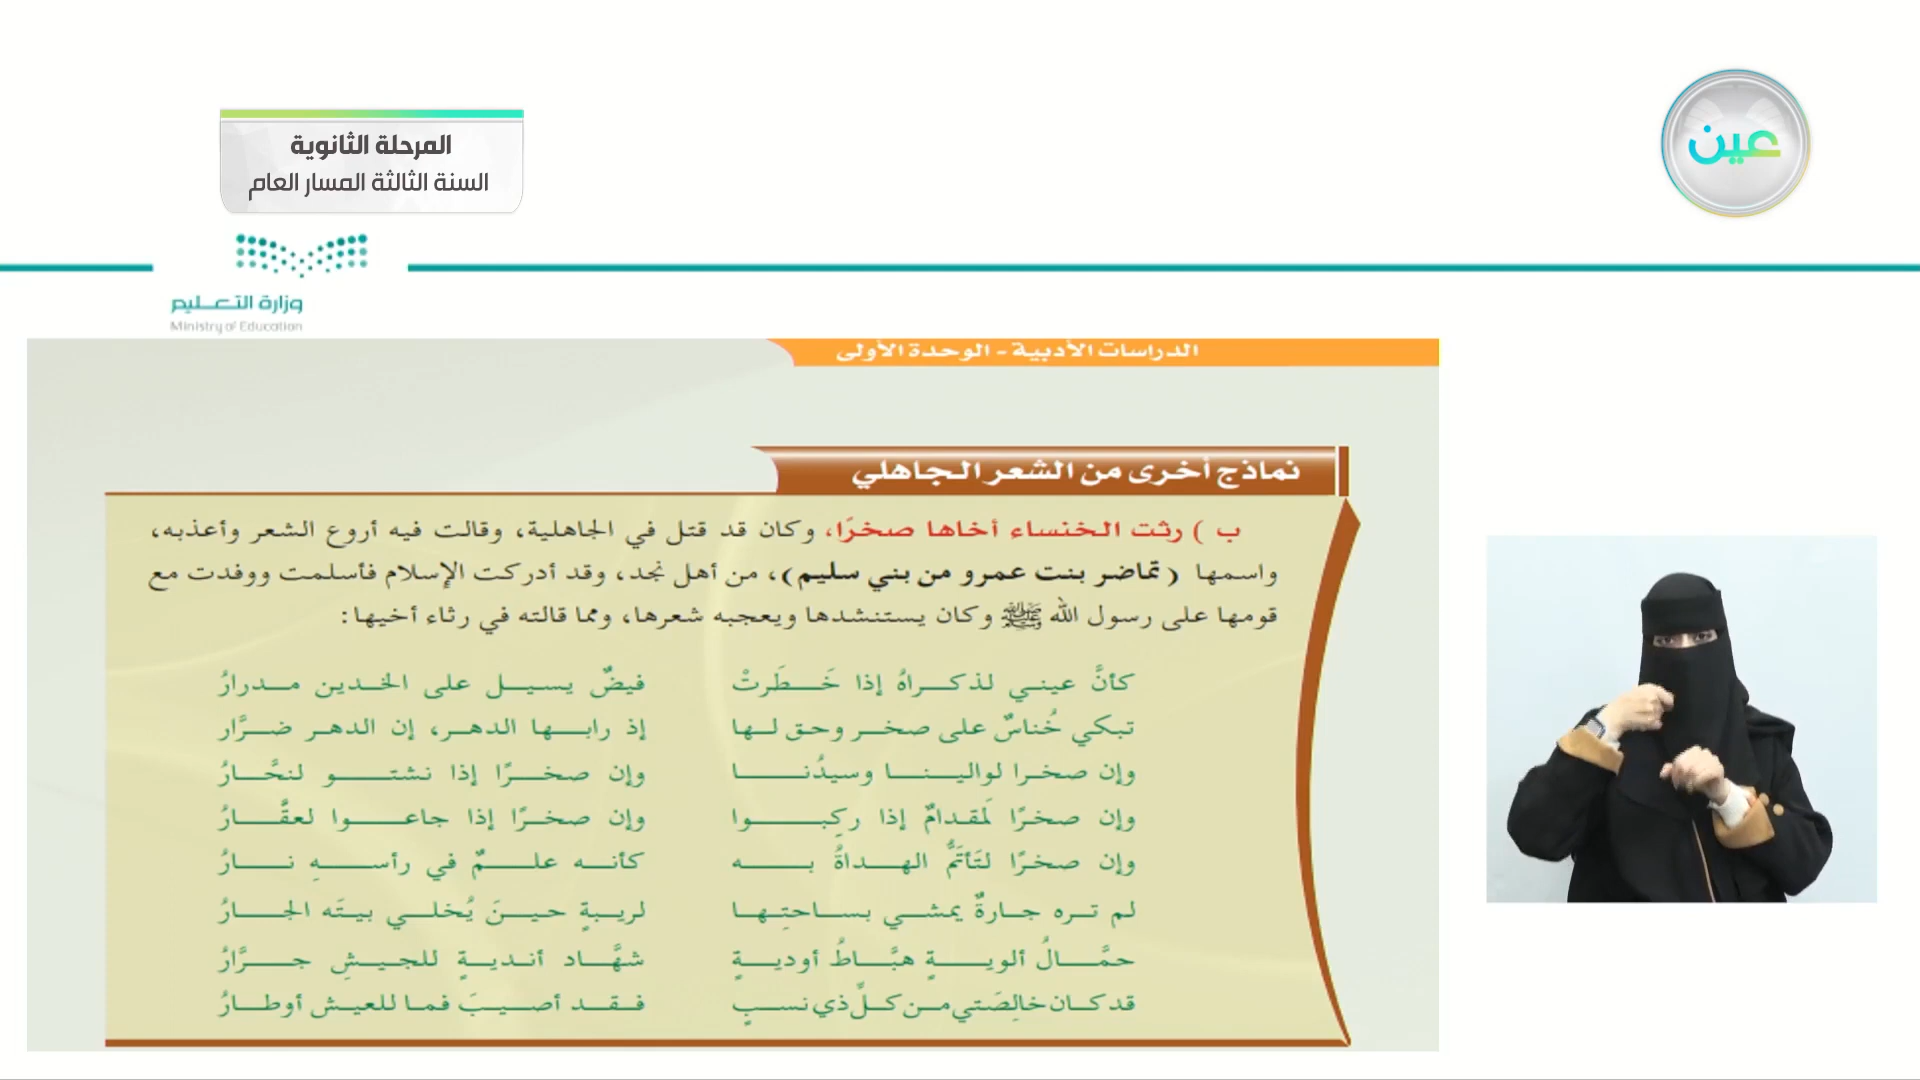 المرحلة الثانوية
السنة الثالثة المسار العام
عين
وزارة التعليم
Ministry of Education
الدراسات الأدبية - الوحدة الأولى
نماذج أخرى من الشعر الجاهلي
ب ) رثت الخنساء أخاها صخرًا، وكان قد قتل في الجاهلية، وقالت فيه أروع الشعر وأعذبه،
واسمها (تماضر بنت عمرو من بني سليم)، من أهل نجد، وقد أدركت الإسلام فأسلمت ووفدت مع
قومها على رسول الله ﷺ وكان يستنشدها ويعجبه شعرها، ومما قالته في رثاء أخيها:
كأنَّ عيني لذكراهُ إذا خَطَرتْ فيضٌ يسيل على الخدين مدرارُ
تبكي خُناسٌ على صخر وحق لها إذ رابها الدهر، إن الدهر ضرَّار
وإن صخرا لوالينا وسيدُنا وإن صخرًا إذا نشتو لنحَّارُ
وإن صخرًا لَمقدامٌ إذا ركِبوا وإن صخرًا إذا جاعوا لعقَّارُ
وإن صخرًا لتَأتَمُّ الهداةُ به كأنه علمٌ في رأسهِ نارُ
لم تره جارةٌ يمشي بساحتِها لريبةٍ حينَ يُخلي بيتَه الجارُ
حمَّالُ ألويةٍ هبَّاطُ أوديةٍ شهَّاد أنديةٍ للجيشِ جرَّارُ
قد كان خالِصَتي من كلِّ ذي نسبٍ فقد أصيبَ فما للعيش أوطارُ